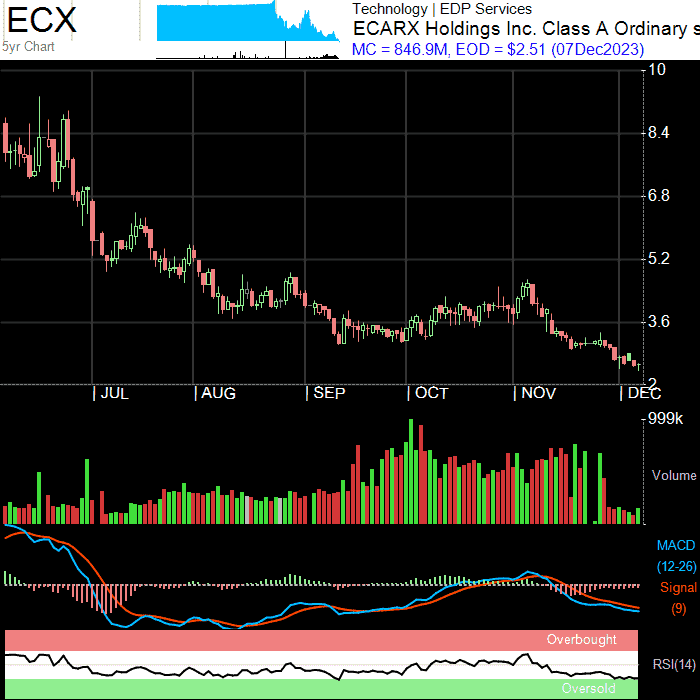 ECX
5yr Chart
Technology | EDP Services
ECARX Holdings Inc. Class A Ordinary s
MC = 846.9M, EOD = $2.51 (07Dec2023)
10
8.4
6.8
5.2
3.6
2
| JUL | AUG | SEP | OCT | NOV | DEC
999k
Volume
MACD
(12-26)
Signal
(9)
Overbought
RSI(14)
Oversold